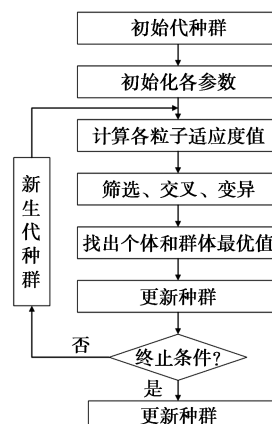 初始代种群
初始化各参数
计算各粒子适应度值
筛选、交叉、变异
找出个体和群体最优值
更新种群
新生代种群
否
终止条件?
是
更新种群